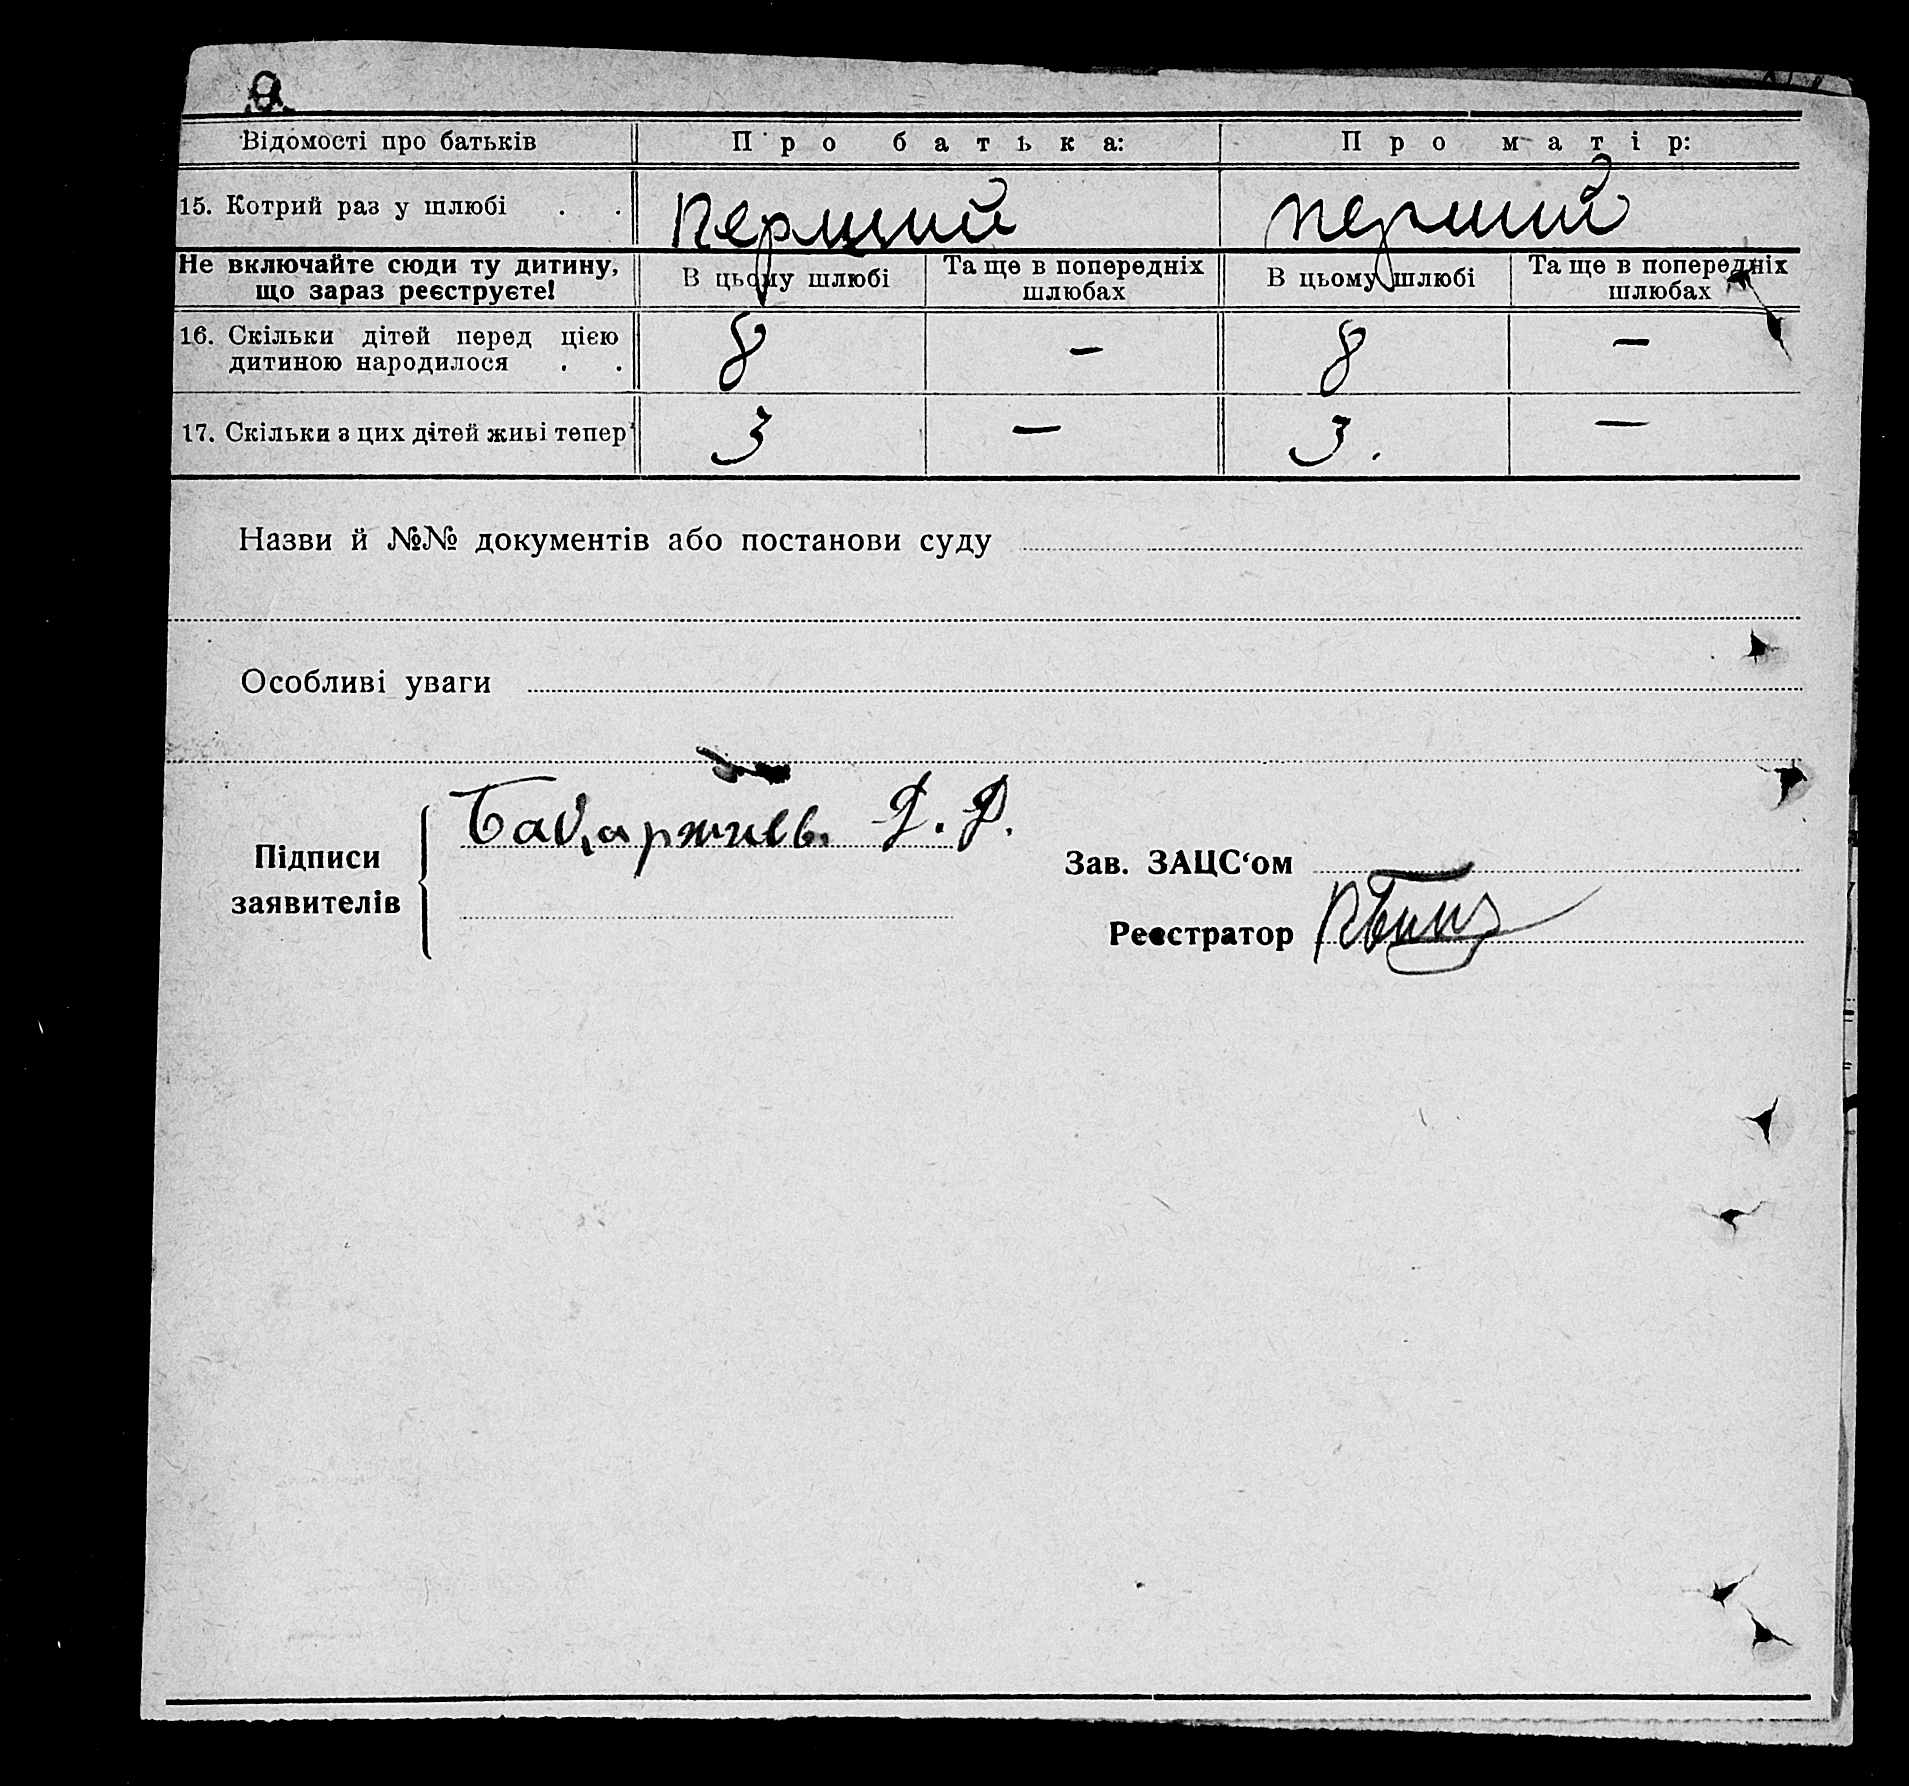 Відомості про батьків Про батька: Про матір:
15. Котрий раз у шлюбі . . перший перший
Не включайте сюди ту дитину, що зараз реєструєте! В цьому шлюбі Та ще в попередніх шлюбах В цьому шлюбі Та ще в попередніх шлюбах
16. Скільки дітей перед цією дитиною народилося . . 8 — 8 —
17. Скільки з цих дітей живі тепер 3 — 3. —
Назви й №№ документів або постанови суду
Особливі уваги
Підписи заявителів
Зав. ЗАЦС‘ом
Реєстратор